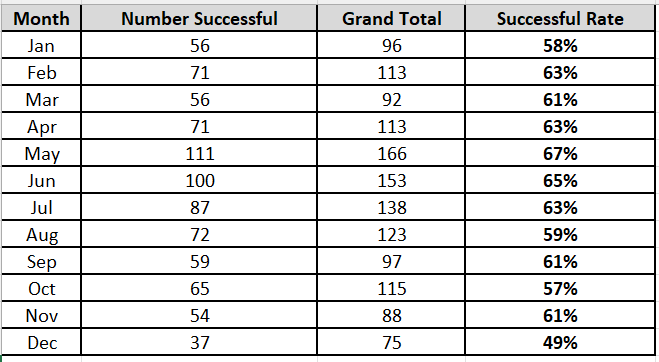 Month Number Successful Grand Total Successful Rate
Jan 56 96 58%
Feb 71 113 63%
Mar 56 92 61%
Apr 71 113 63%
May 111 166 67%
Jun 100 153 65%
Jul 87 138 63%
Aug 72 123 59%
Sep 59 97 61%
Oct 65 115 57%
Nov 54 88 61%
Dec 37 75 49%